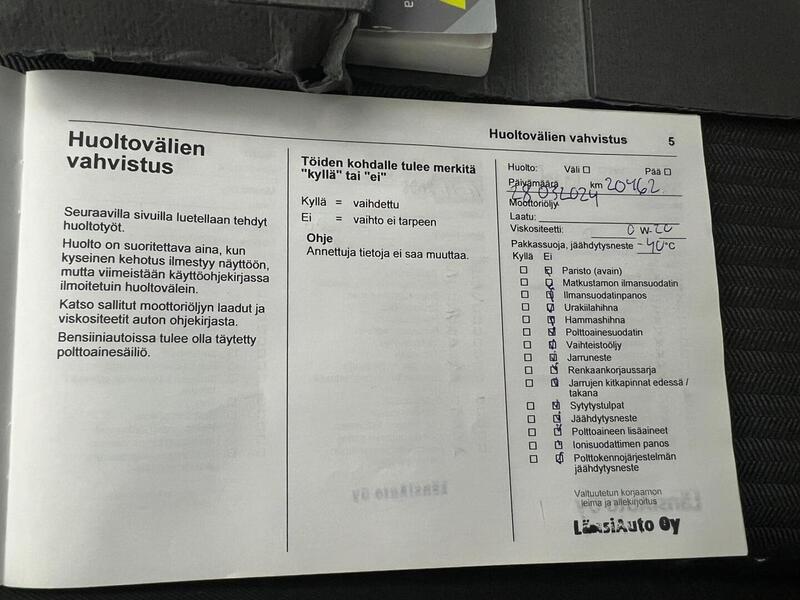 Huoltovälien vahvistus 5
Huoltovälien
vahvistus
Seuraavilla sivuilla luetellaan tehdyt
huoltotyöt.
Huolto on suoritettava aina, kun
kyseinen kehotus ilmestyy näyttöön,
mutta viimeistään käyttöohjekirjassa
ilmoitetuin huoltovälein.
Katso sallitut moottoriöljyn laadut ja
viskositeetit auton ohjekirjasta.
Bensiiniautoissa tulee olla täytetty
polttoainesäiliö.
Töiden kohdalle tulee merkitä
"kyllä" tai "ei"
Kyllä = vaihdettu
Ei = vaihto ei tarpeen
Ohje
Annettuja tietoja ei saa muuttaa.
Huolto: Väli ☐ Pää ☐
Päivämäärä 28032024 km 20462
Moottoriöljy
Laatu:
Viskositeetti: 0 W-20
Pakkassuoja, jäähdytysneste -40 °C
Kyllä Ei
Paristo (avain)
Matkustamon ilmansuodatin
Ilmansuodatinpanos
Urakiilahihna
Hammashihna
Polttoainesuodatin
Vaihteistoöljy
Jarruneste
Renkaankorjaussarja
Jarrujen kitkapinnat edessä /
takana
Sytytystulpat
Jäähdytysneste
Polttoaineen lisäaineet
Ionisuodattimen panos
Polttokennojärjestelmän
jäähdytysneste
Valtuutetun korjaamon
leima ja allekirjoitus
LänsiAuto Oy